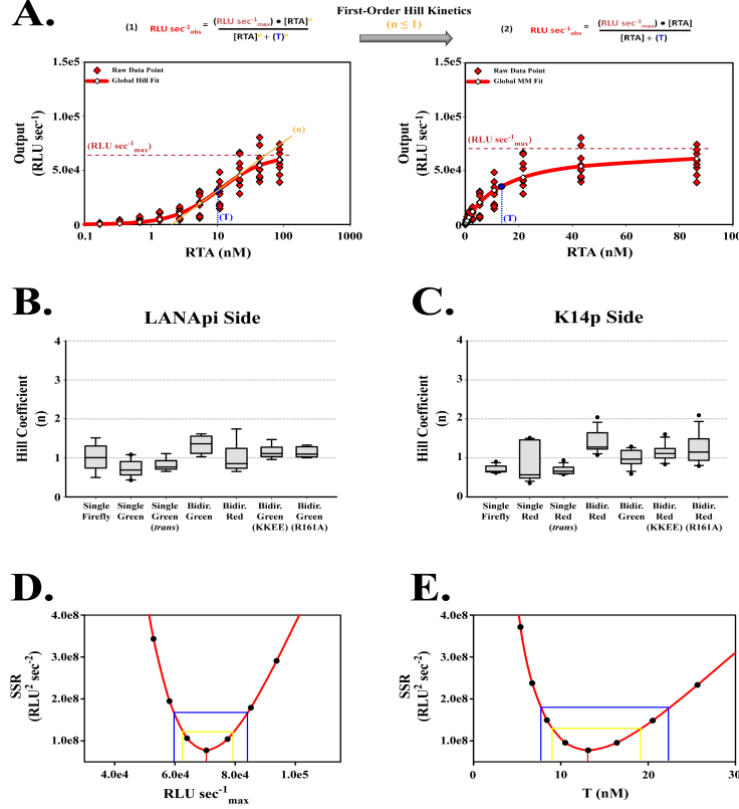 A.
First-Order Hill Kinetics
(n ≤ 1)
(1) RLU sec⁻¹obs = (RLU sec⁻¹max) • [RTA]ⁿ
[RTA]ⁿ + (T)ⁿ
(2) RLU sec⁻¹obs = (RLU sec⁻¹max) • [RTA]
[RTA] + (T)
Output
(RLU sec⁻¹)
1.5e5
1.0e5
5.0e4
0
Raw Data Point
Global Hill Fit
(RLU sec⁻¹max)
(n)
(T)
0.1 1 10 100 1000
RTA (nM)
Output
(RLU sec⁻¹)
1.5e5
1.0e5
5.0e4
0
Raw Data Point
Global MM Fit
(RLU sec⁻¹max)
(T)
0 20 40 60 80
RTA (nM)
B.
LANApi Side
Hill Coefficient
(n)
4
3
2
1
0
Single Firefly
Single Green
Single Green (trans)
Bidir. Green
Bidir. Red
Bidir. Green (KKEE)
Bidir. Green (R161A)
C.
K14p Side
Hill Coefficient
(n)
4
3
2
1
0
Single Firefly
Single Red
Single Red (trans)
Bidir. Red
Bidir. Green
Bidir. Red (KKEE)
Bidir. Red (R161A)
D.
SSR
(RLU² sec⁻²)
4.0e8
3.0e8
2.0e8
1.0e8
4.0e4 6.0e4 8.0e4 1.0e5
RLU sec⁻¹max
E.
SSR
(RLU² sec⁻²)
4.0e8
3.0e8
2.0e8
1.0e8
0 10 20 30
T (nM)